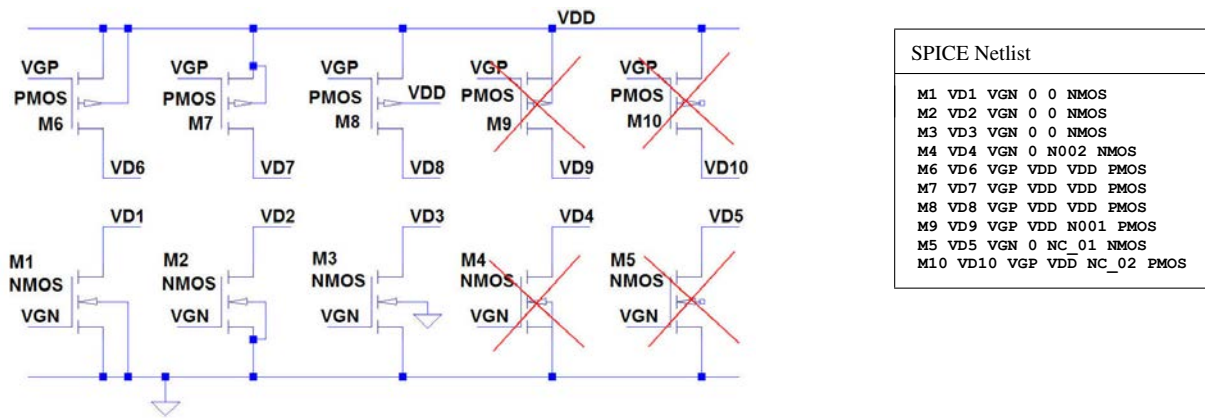 VDD
VGP VGP VGP VGP VGP
PMOS PMOS PMOS VDD PMOS PMOS
M6 M7 M8 M9 M10
VD6 VD7 VD8 VD9 VD10
VD1 VD2 VD3 VD4 VD5
M1 M2 M3 M4 M5
NMOS NMOS NMOS NMOS NMOS
VGN VGN VGN VGN VGN
SPICE Netlist
M1 VD1 VGN 0 0 NMOS
M2 VD2 VGN 0 0 NMOS
M3 VD3 VGN 0 0 NMOS
M4 VD4 VGN 0 N002 NMOS
M6 VD6 VGP VDD VDD PMOS
M7 VD7 VGP VDD VDD PMOS
M8 VD8 VGP VDD VDD PMOS
M9 VD9 VGP VDD N001 PMOS
M5 VD5 VGN 0 NC_01 NMOS
M10 VD10 VGP VDD NC_02 PMOS